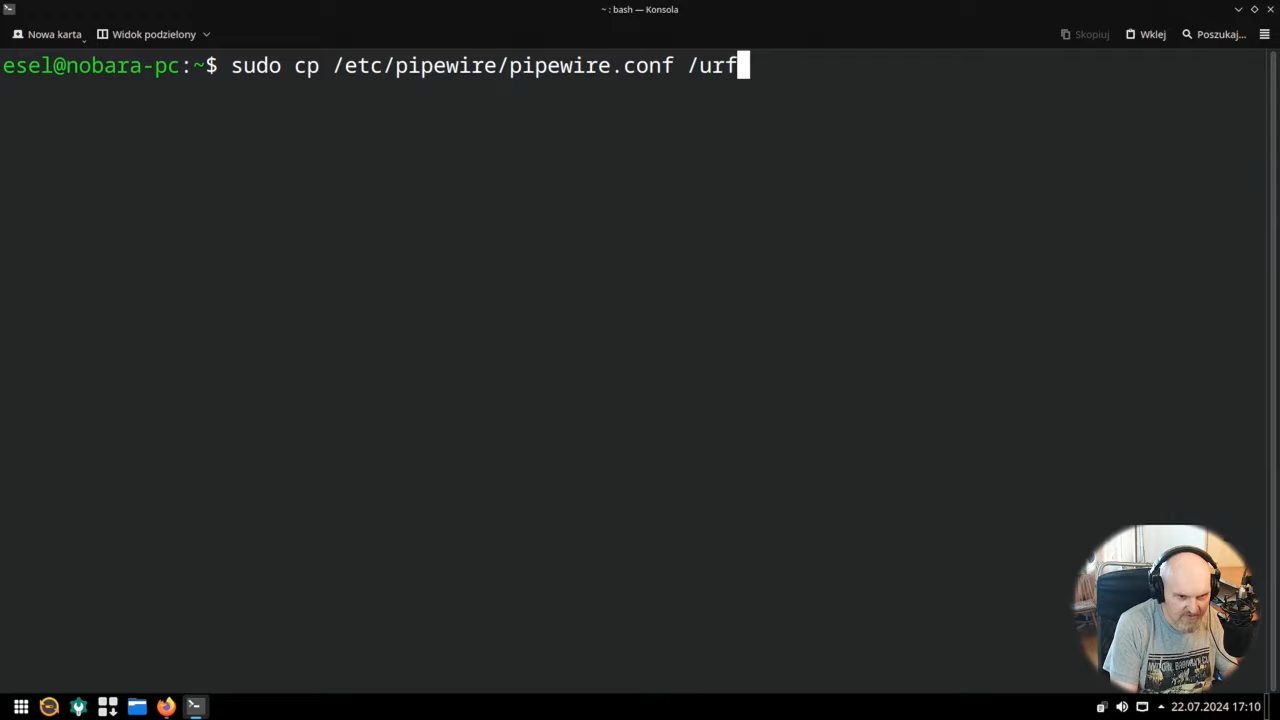 ~ : bash — Konsola
Nowa karta
Widok podzielony
Skopiuj
Wklej
Poszukaj...
esel@nobara-pc:~$ sudo cp /etc/pipewire/pipewire.conf /urf
22.07.2024 17:10